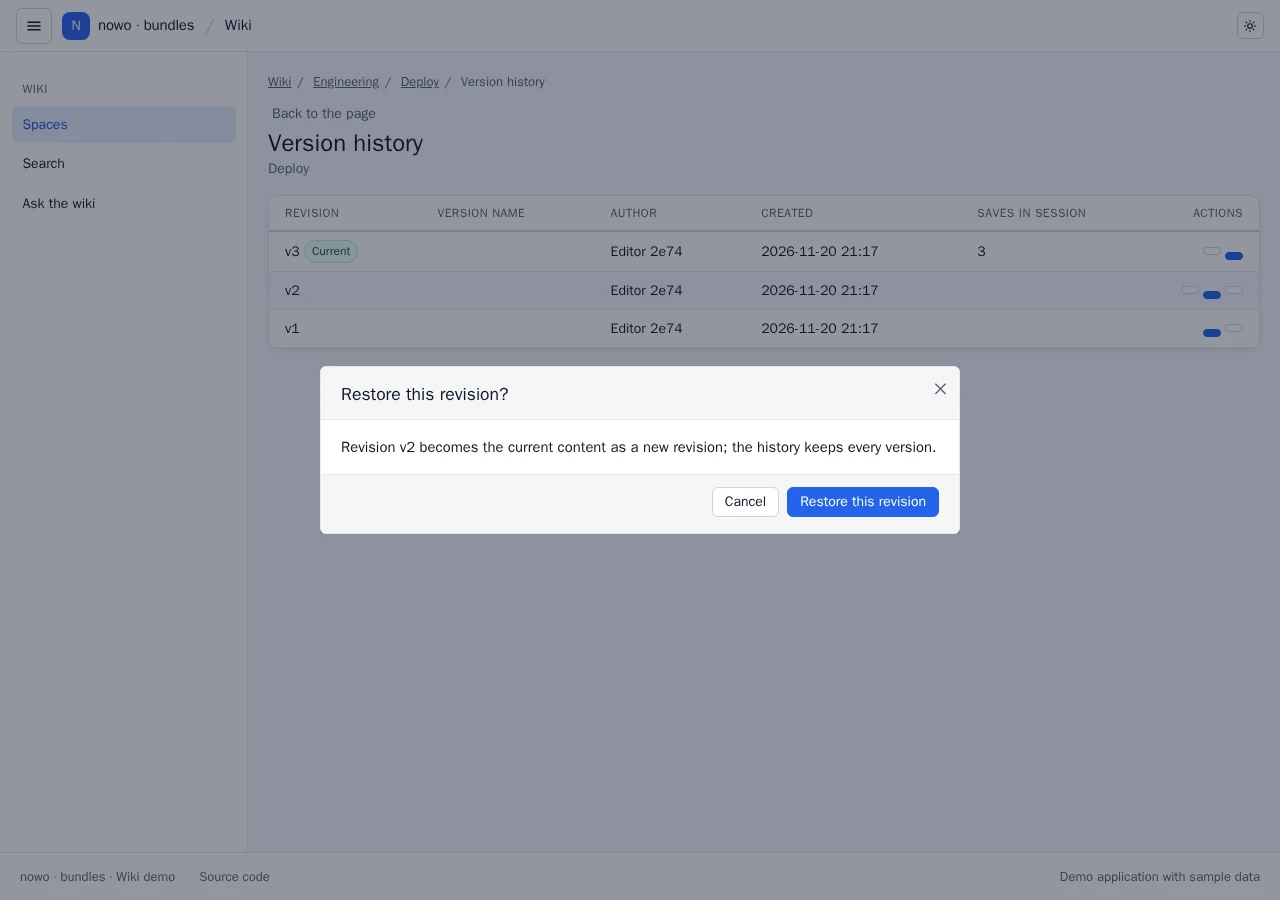 N nowo · bundles / Wiki
WIKI
Spaces
Search
Ask the wiki
Wiki / Engineering / Deploy / Version history
Back to the page
Version history
Deploy
REVISION VERSION NAME AUTHOR CREATED SAVES IN SESSION ACTIONS
v3 Current Editor 2e74 2026-11-20 21:17 3
v2 Editor 2e74 2026-11-20 21:17
v1 Editor 2e74 2026-11-20 21:17
Restore this revision?
Revision v2 becomes the current content as a new revision; the history keeps every version.
Cancel Restore this revision
nowo · bundles · Wiki demo Source code Demo application with sample data